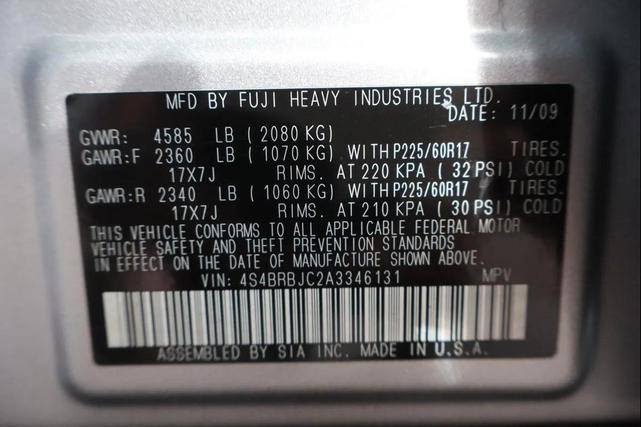 MFD BY FUJI HEAVY INDUSTRIES LTD.
DATE: 11/09
GVWR: 4585 LB ( 2080 KG)
GAWR:F 2360 LB ( 1070 KG) WITH P225/60R17 TIRES.
17X7J RIMS. AT 220 KPA ( 32 PSI) COLD
GAWR:R 2340 LB ( 1060 KG) WITH P225/60R17 TIRES.
17X7J RIMS. AT 210 KPA ( 30 PSI) COLD
THIS VEHICLE CONFORMS TO ALL APPLICABLE FEDERAL MOTOR
VEHICLE SAFETY AND THEFT PREVENTION STANDARDS
IN EFFECT ON THE DATE OF MANUFACTURE SHOWN ABOVE.
VIN: 4S4BRBJC2A3346131 MPV
ASSEMBLED BY SIA INC. MADE IN U.S.A.